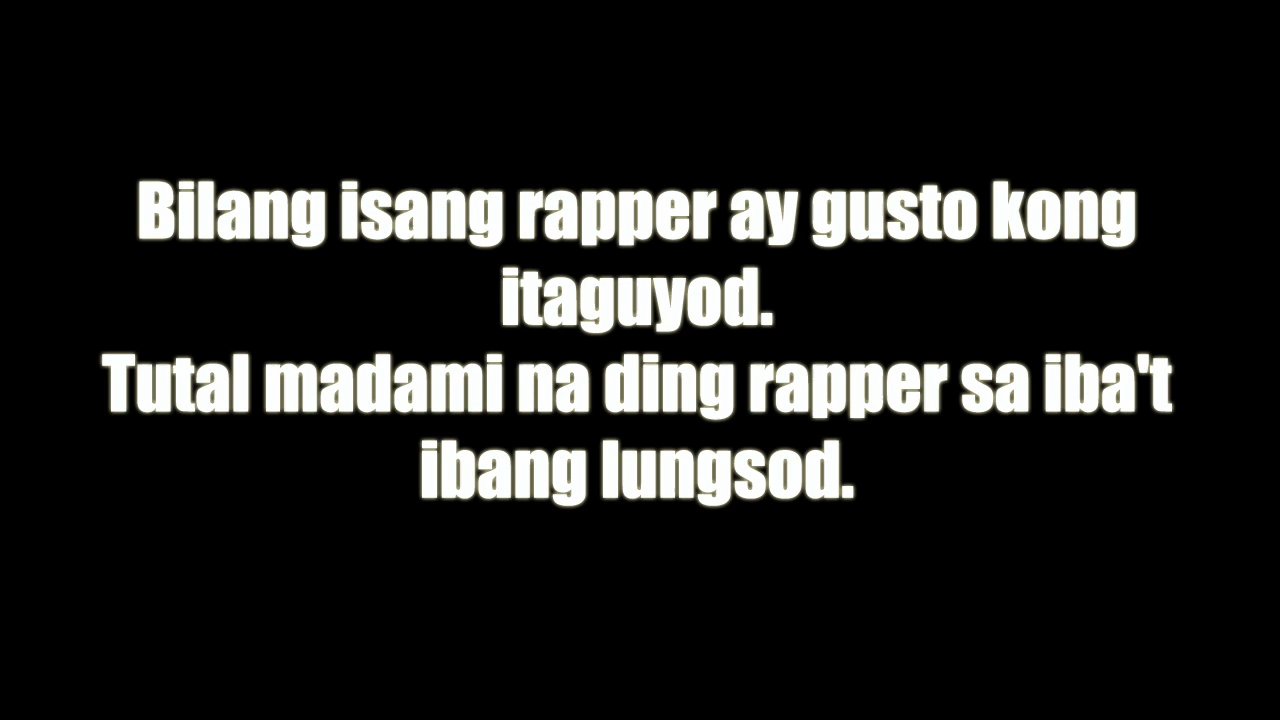 Bilang isang rapper ay gusto kong
itaguyod.
Tutal madami na ding rapper sa iba't
ibang lungsod.